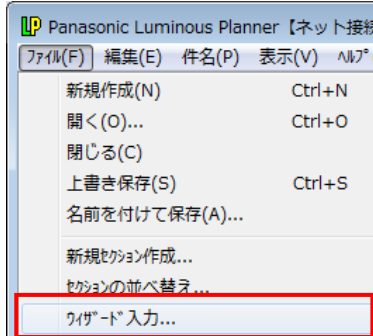 LP Panasonic Luminous Planner【ネット接続
ﾌｧｲﾙ(F) 編集(E) 件名(P) 表示(V) ﾍﾙﾌﾟ
新規作成(N) Ctrl+N
開く(O)... Ctrl+O
閉じる(C)
上書き保存(S) Ctrl+S
名前を付けて保存(A)...
新規ｾｸｼｮﾝ作成...
ｾｸｼｮﾝの並べ替え...
ｳｨｻﾞｰﾄﾞ入力...